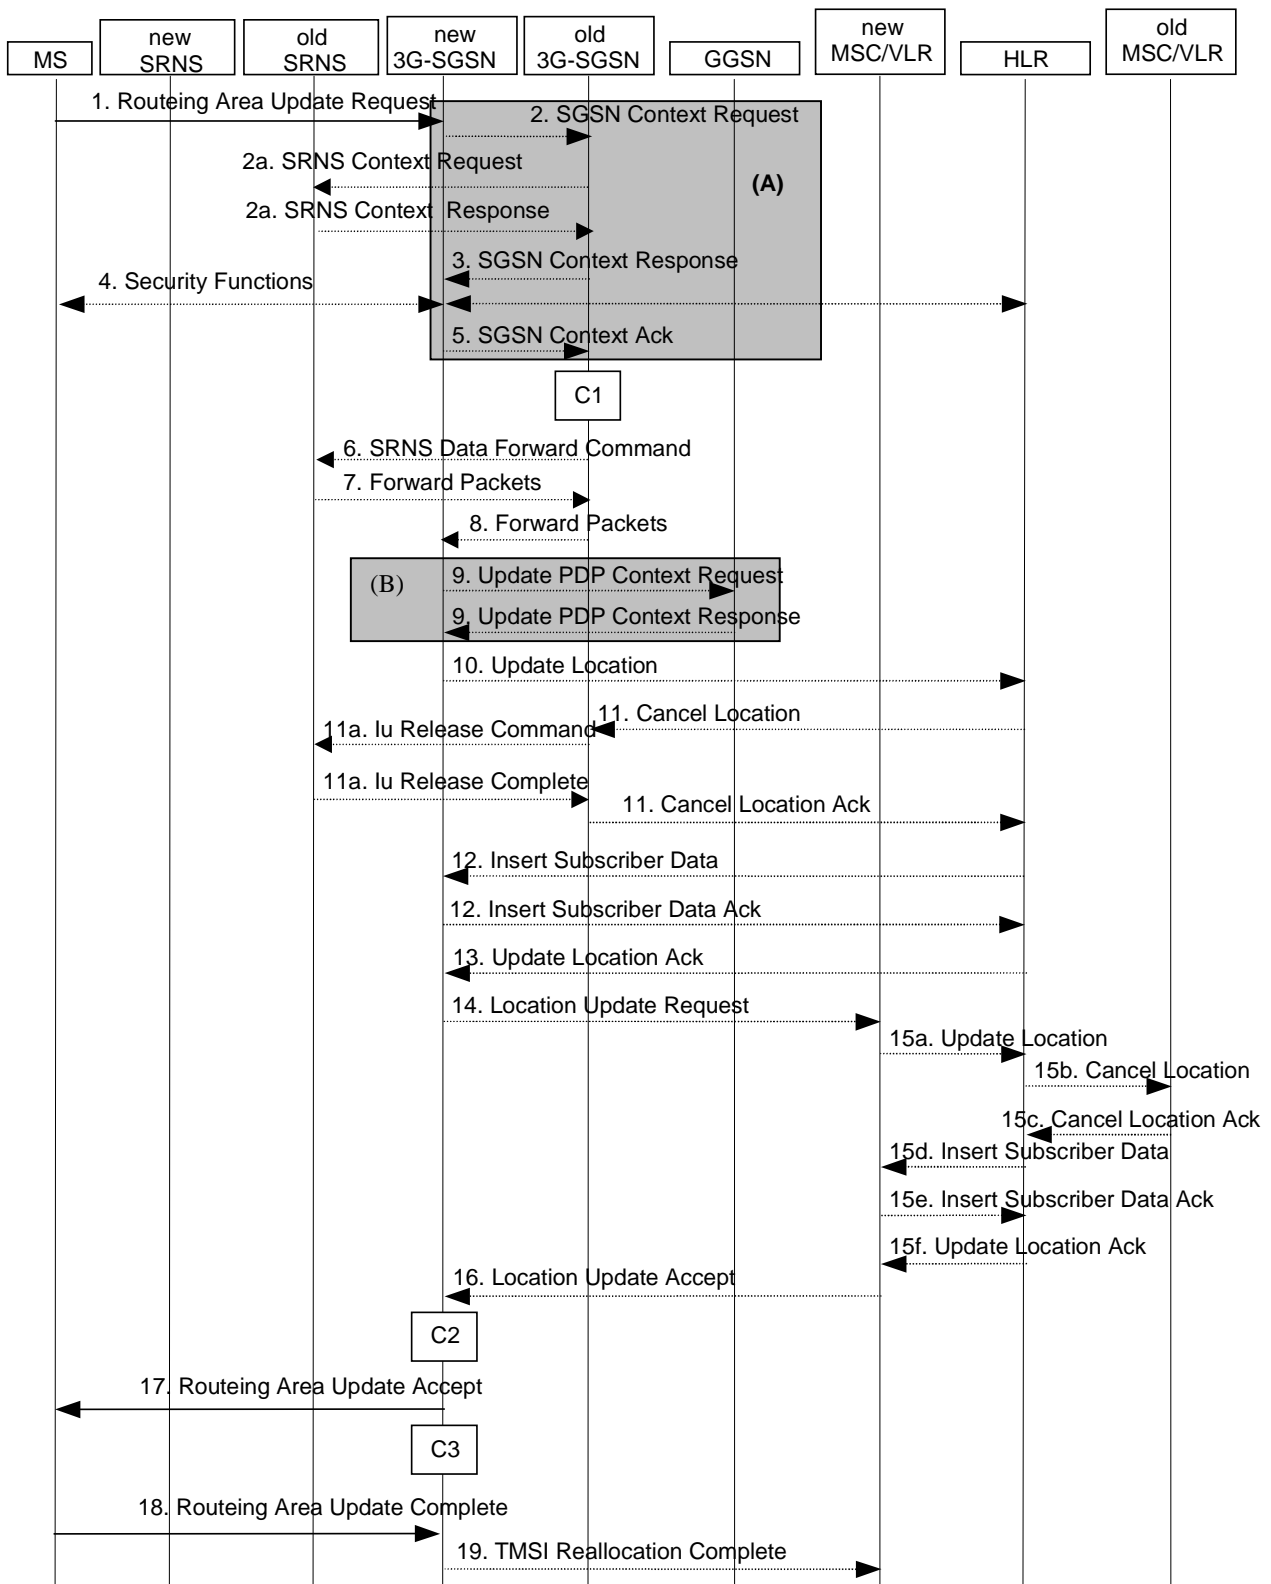 MS
new
SRNS
old
SRNS
new
3G-SGSN
old
3G-SGSN
GGSN
new
MSC/VLR
HLR
old
MSC/VLR
1. Routeing Area Update Request
2. SGSN Context Request
2a. SRNS Context Request
(A)
2a. SRNS Context Response
3. SGSN Context Response
4. Security Functions
5. SGSN Context Ack
C1
6. SRNS Data Forward Command
7. Forward Packets
8. Forward Packets
(B)
9. Update PDP Context Request
9. Update PDP Context Response
10. Update Location
11. Cancel Location
11a. Iu Release Command
11a. Iu Release Complete
11. Cancel Location Ack
12. Insert Subscriber Data
12. Insert Subscriber Data Ack
13. Update Location Ack
14. Location Update Request
15a. Update Location
15b. Cancel Location
15c. Cancel Location Ack
15d. Insert Subscriber Data
15e. Insert Subscriber Data Ack
15f. Update Location Ack
16. Location Update Accept
C2
17. Routeing Area Update Accept
C3
18. Routeing Area Update Complete
19. TMSI Reallocation Complete